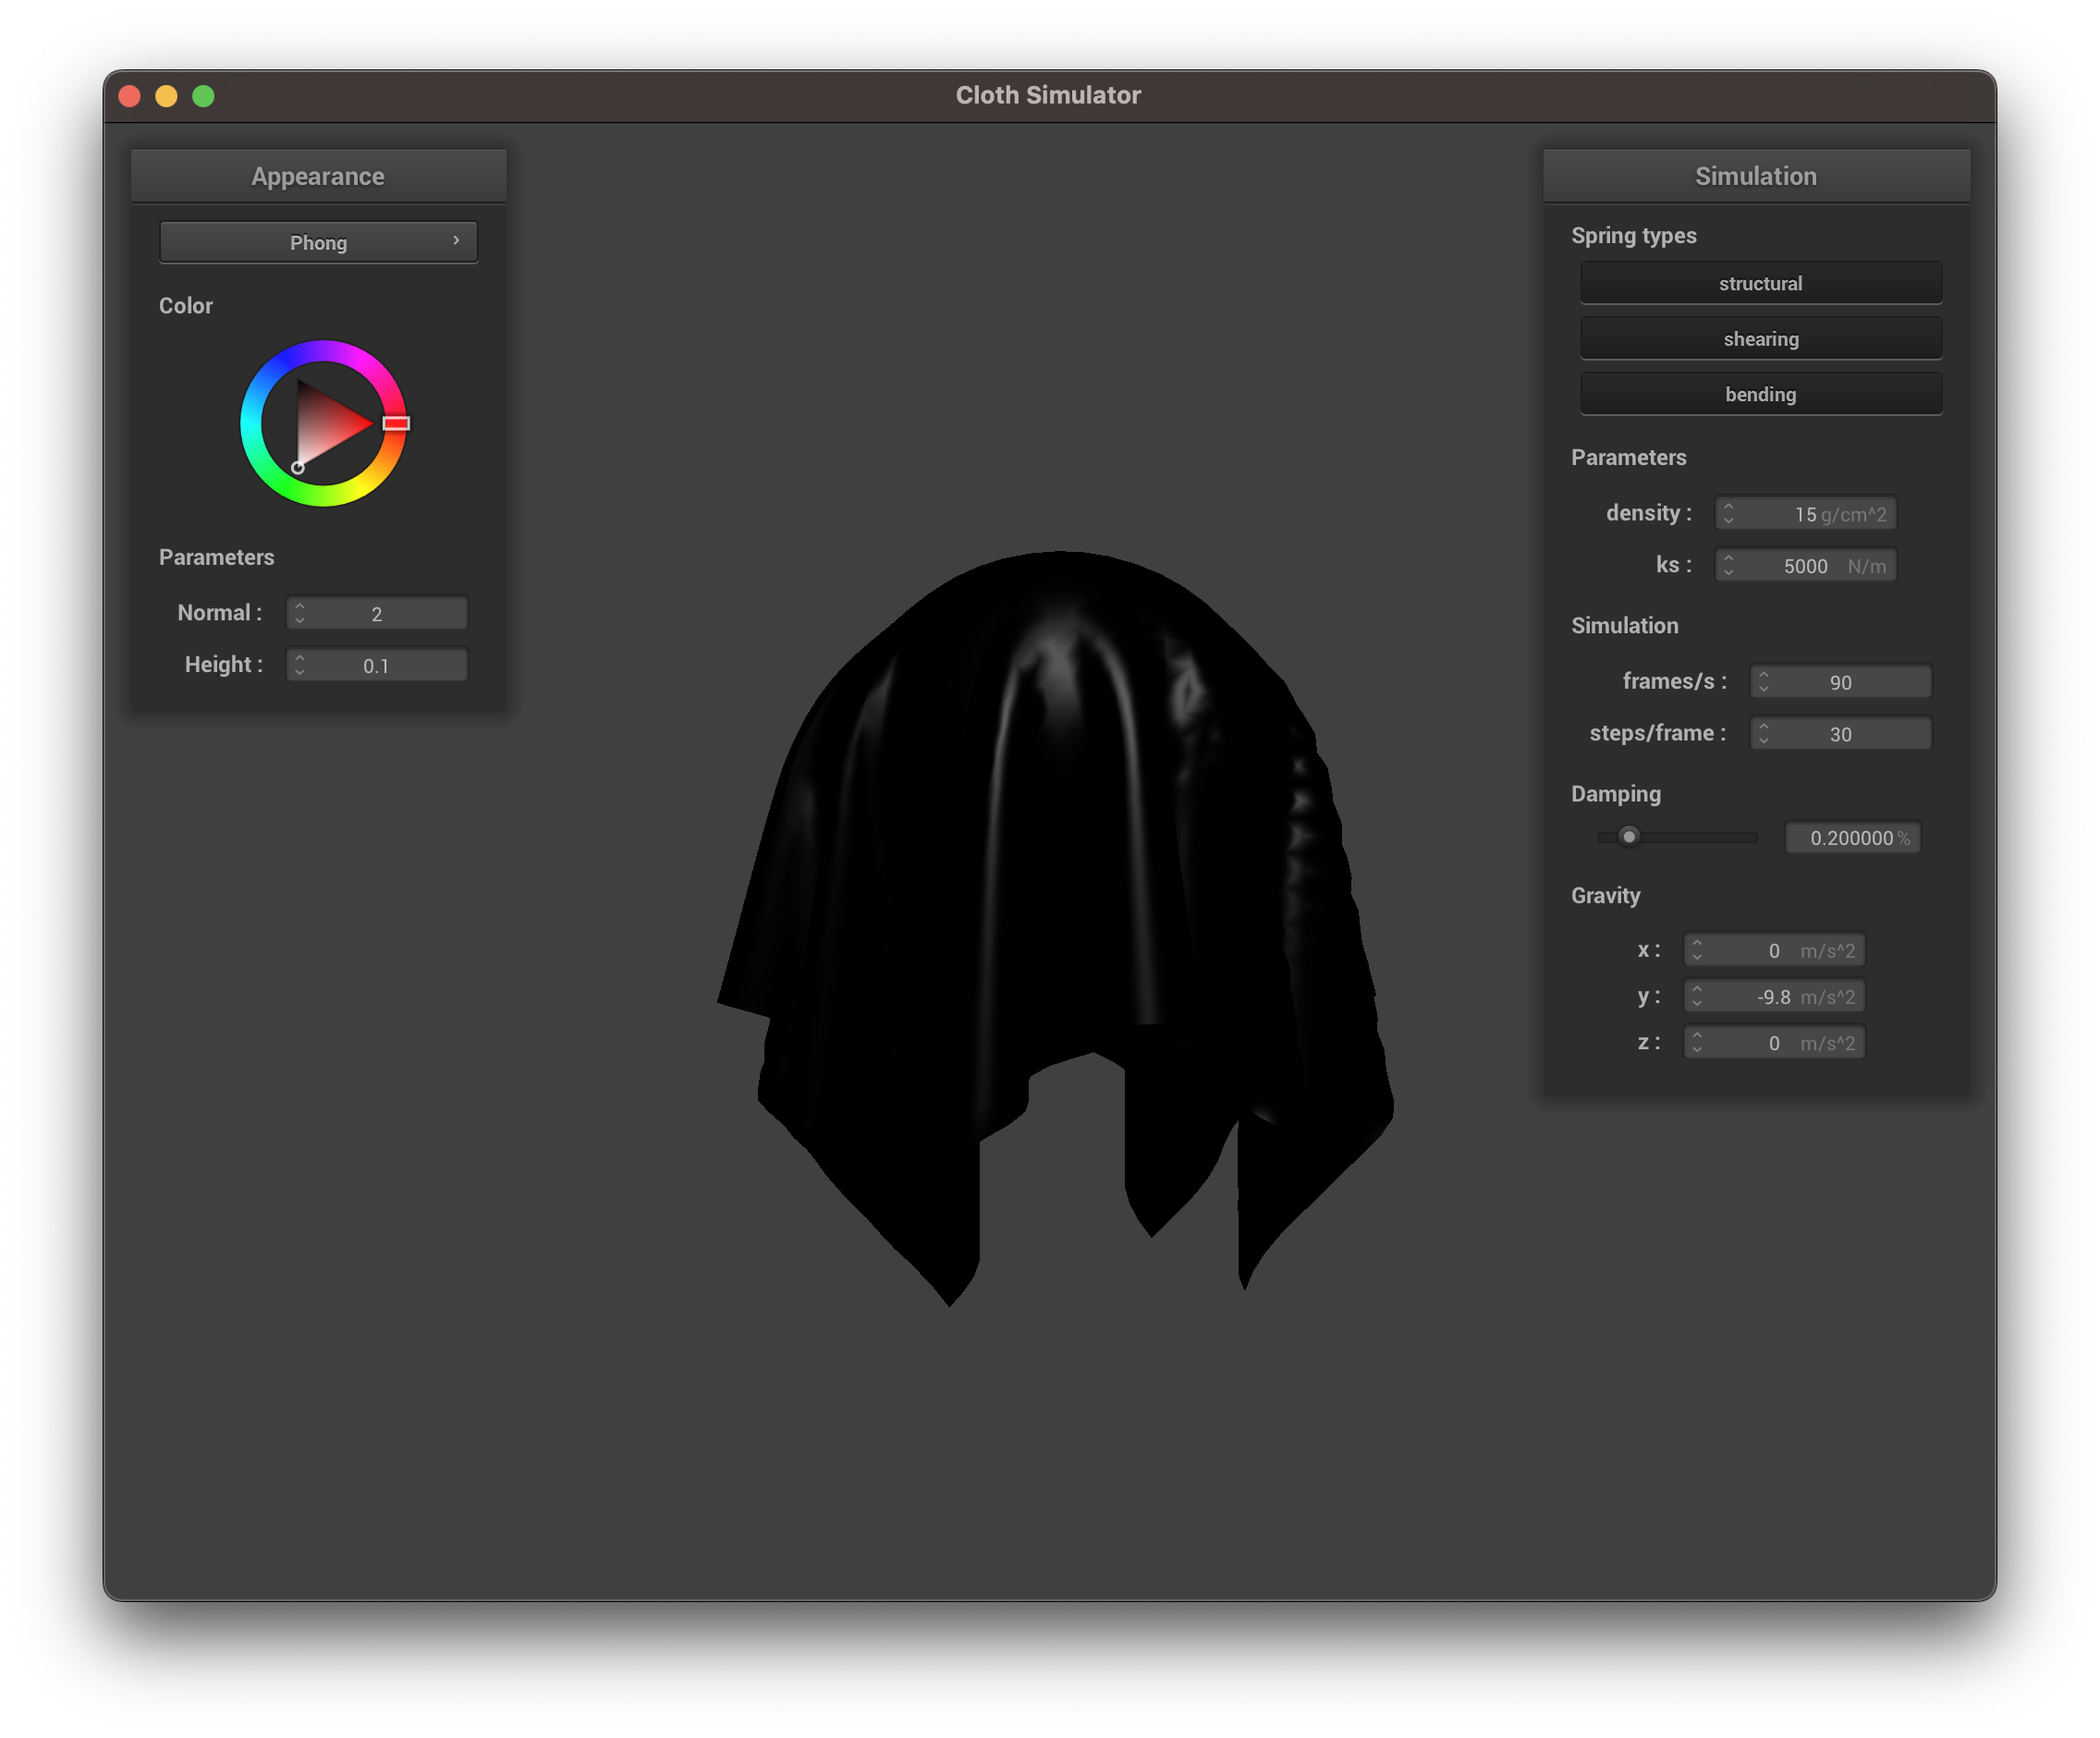 Cloth Simulator
Appearance
Phong
Color
Parameters
Normal : 2
Height : 0.1
Simulation
Spring types
structural
shearing
bending
Parameters
density : 15 g/cm^2
ks : 5000 N/m
Simulation
frames/s : 90
steps/frame : 30
Damping
0.200000 %
Gravity
x : 0 m/s^2
y : -9.8 m/s^2
z : 0 m/s^2